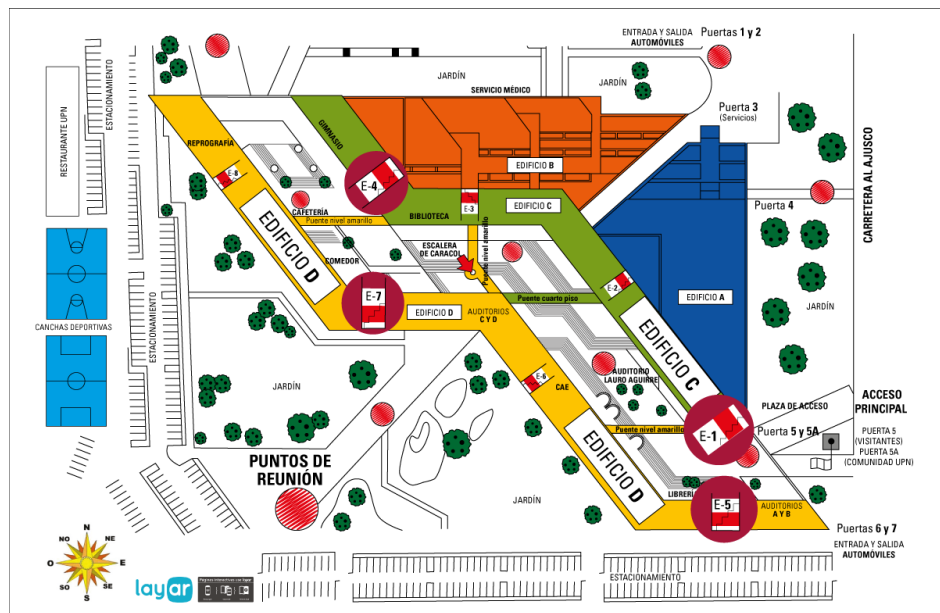 ENTRADA Y SALIDA
AUTOMÓVILES
Puertas 1 y 2
JARDÍN
SERVICIO MÉDICO
JARDÍN
Puerta 3
(Servicios)
RESTAURANTE UPN
ESTACIONAMIENTO
REPROGRAFÍA
GIMNASIO
EDIFICIO B
E-8
E-4
E-3
EDIFICIO C
Puerta 4
CARRETERA AL AJUSCO
CAFETERÍA
Puente nivel amarillo
BIBLIOTECA
EDIFICIO D
ESCALERA
DE CARACOL
Puente nivel amarillo
COMEDOR
E-7
E-2
EDIFICIO A
Puente cuarto piso
JARDÍN
EDIFICIO D
AUDITORIOS
C Y D
CANCHAS DEPORTIVAS
ESTACIONAMIENTO
EDIFICIO C
E-6
CAE
AUDITORIO
LAURO AGUIRRE
JARDÍN
PLAZA DE ACCESO
ACCESO
PRINCIPAL
E-1
Puerta 5 y 5A
Puente nivel amarillo
PUERTA 5
(VISITANTES)
PUERTA 5A
(COMUNIDAD UPN)
EDIFICIO D
PUNTOS DE
REUNIÓN
JARDÍN
LIBRERÍA
E-5
AUDITORIOS
A Y B
Puertas 6 y 7
ENTRADA Y SALIDA
AUTOMÓVILES
N
NO
NE
O
E
SO
SE
S
layar
ESTACIONAMIENTO